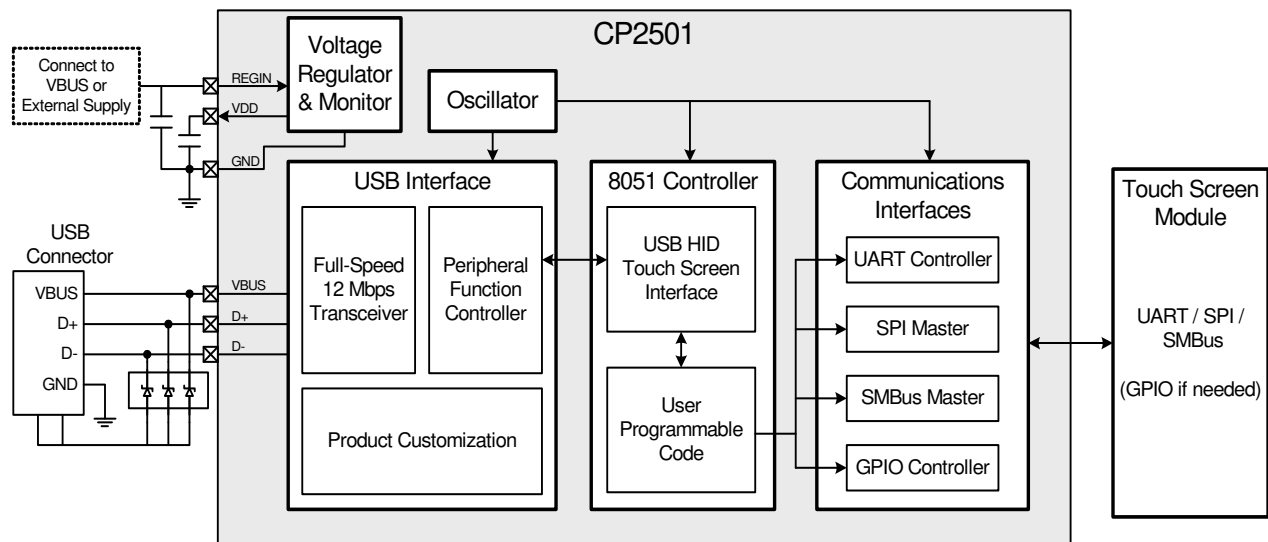 CP2501
Connect to
VBUS or
External Supply
REGIN
VDD
GND
Voltage
Regulator
& Monitor
Oscillator
USB
Connector
VBUS
D+
D-
GND
VBUS
D+
D-
USB Interface
Full-Speed
12 Mbps
Transceiver
Peripheral
Function
Controller
Product Customization
8051 Controller
USB HID
Touch Screen
Interface
User
Programmable
Code
Communications
Interfaces
UART Controller
SPI Master
SMBus Master
GPIO Controller
Touch Screen
Module
UART / SPI /
SMBus
(GPIO if needed)